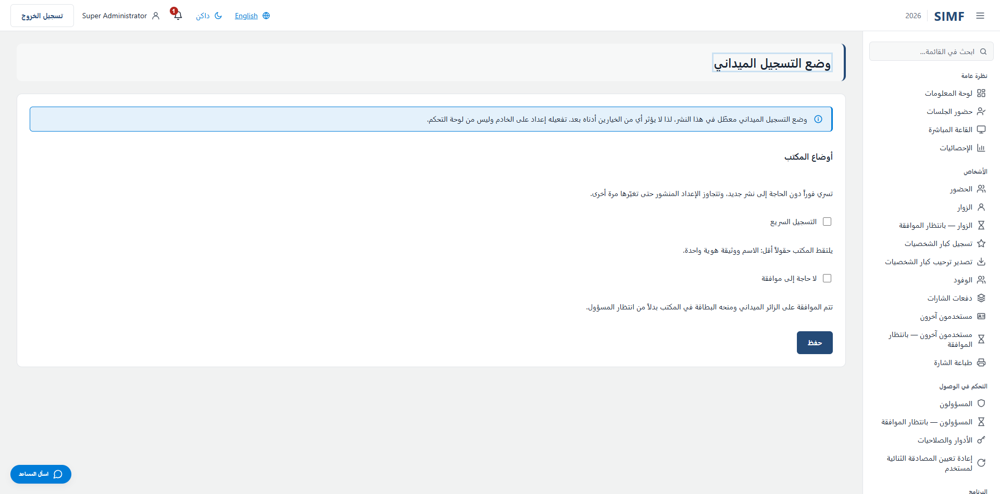 SIMF
2026
English
داكن
1
Super Administrator
تسجيل الخروج
ابحث في القائمة...
نظرة عامة
لوحة المعلومات
حضور الجلسات
القاعة المباشرة
الإحصائيات
الأشخاص
الحضور
الزوار
الزوار — بانتظار الموافقة
تسجيل كبار الشخصيات
تصدير ترحيب كبار الشخصيات
الوفود
دفعات الشارات
مستخدمون آخرون
مستخدمون آخرون — بانتظار
الموافقة
طباعة الشارة
التحكم في الوصول
المسؤولون
المسؤولون — بانتظار الموافقة
الأدوار والصلاحيات
إعادة تعيين المصادقة الثنائية
لمستخدم
البرنامج
وضع التسجيل الميداني
وضع التسجيل الميداني معطّل في هذا النشر، لذا لا يؤثر أي من الخيارين أدناه بعد. تفعيله إعداد على الخادم وليس من لوحة التحكم.
أوضاع المكتب
تسري فوراً دون الحاجة إلى نشر جديد، وتتجاوز الإعداد المنشور حتى تغيّرها مرة أخرى.
التسجيل السريع
يلتقط المكتب حقولاً أقل: الاسم ووثيقة هوية واحدة.
لا حاجة إلى موافقة
تتم الموافقة على الزائر الميداني ومنحه البطاقة في المكتب بدلاً من انتظار المسؤول.
حفظ
اسأل المساعد